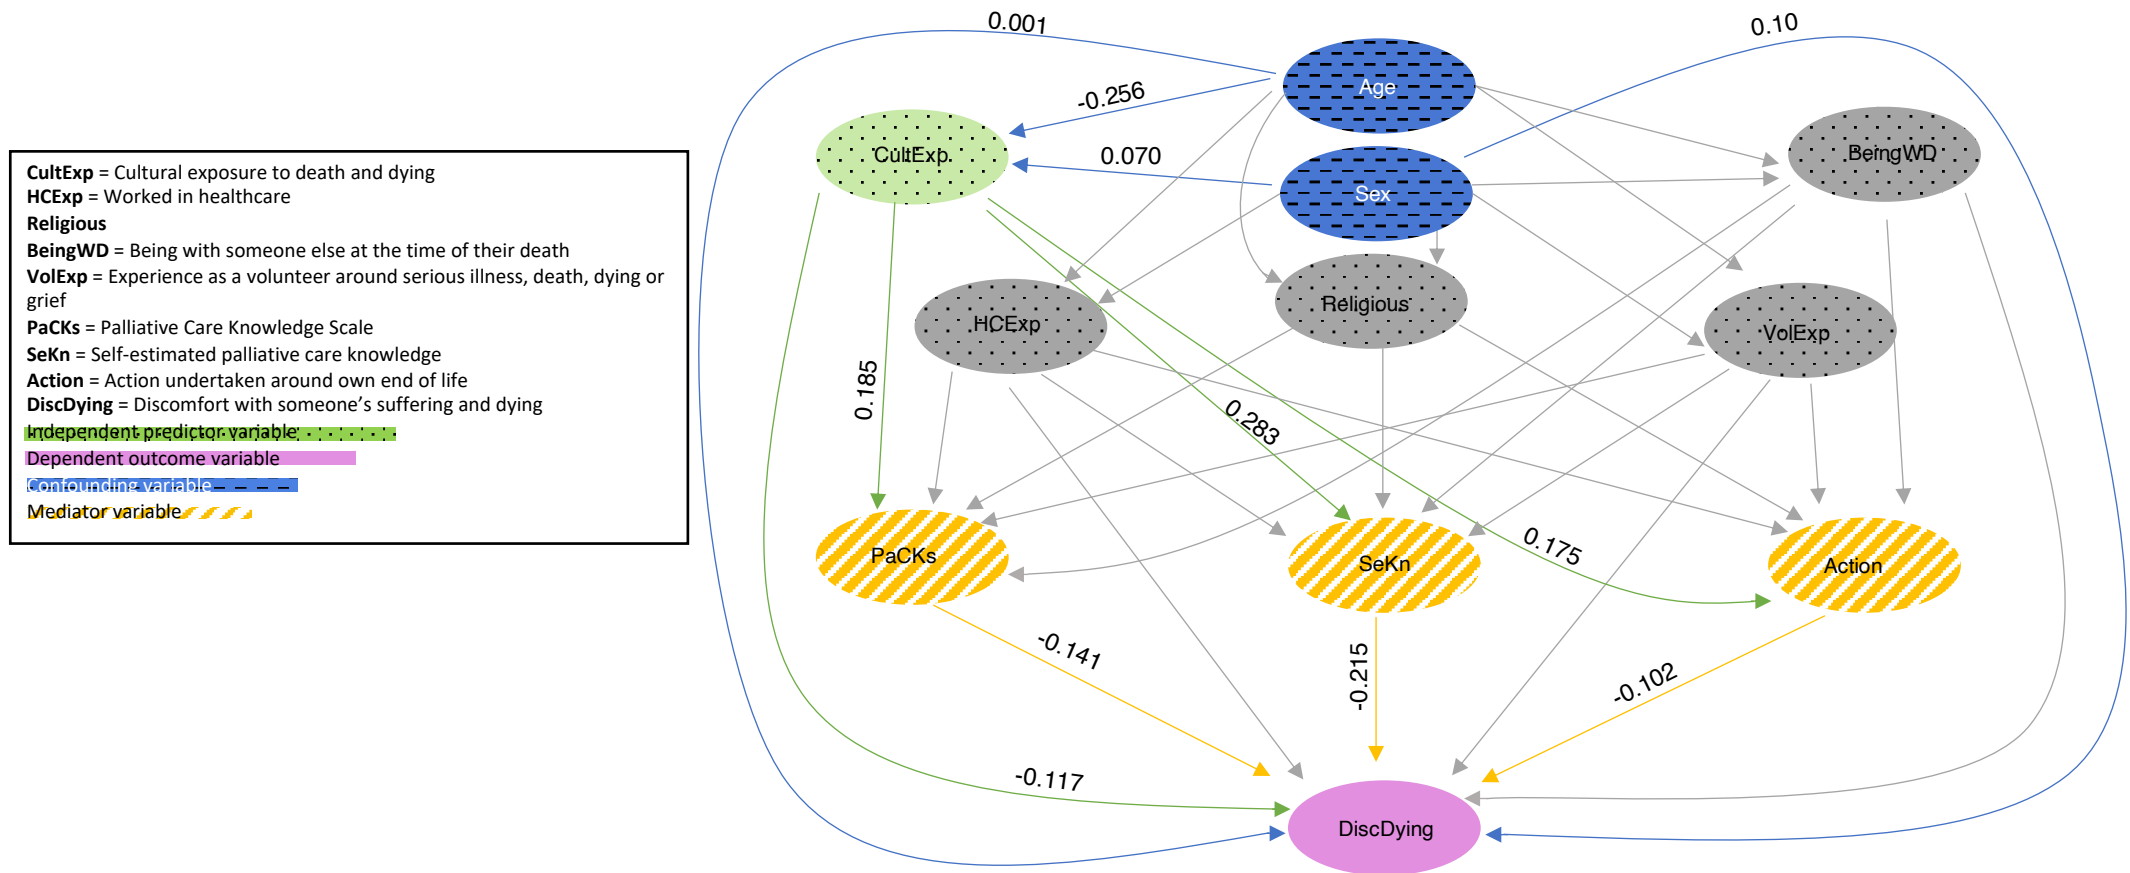 CultExp = Cultural exposure to death and dying
HCExp = Worked in healthcare
Religious
BeingWD = Being with someone else at the time of their death
VolExp = Experience as a volunteer around serious illness, death, dying or
grief
PaCKs = Palliative Care Knowledge Scale
SeKn = Self-estimated palliative care knowledge
Action = Action undertaken around own end of life
DiscDying = Discomfort with someone’s suffering and dying
Independent predictor variable
Dependent outcome variable
Confounding variable
Mediator variable
0.001
0.10
Age
-0.256
CultExp
0.070
BeingWD
Sex
HCExp
Religious
VolExp
0.185
0.283
0.175
PaCKs
SeKn
Action
-0.141
-0.215
-0.102
-0.117
DiscDying